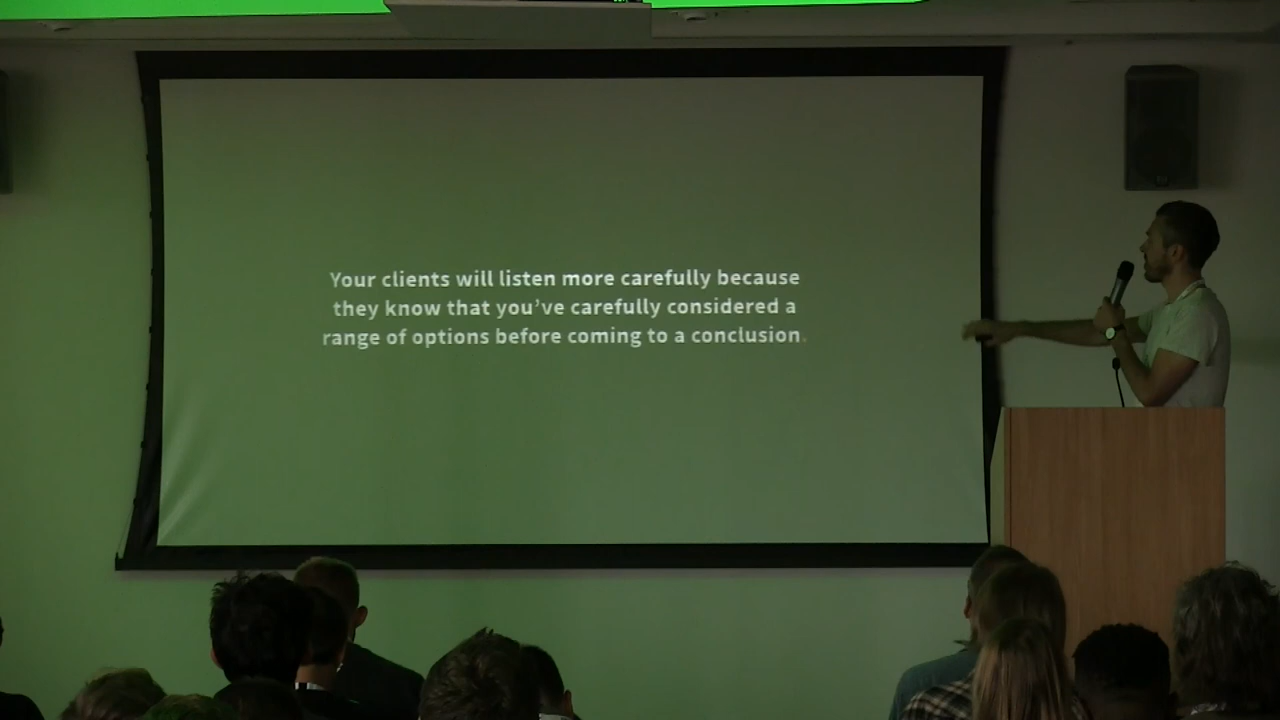 Your clients will listen more carefully because
they know that you’ve carefully considered a
range of options before coming to a conclusion.